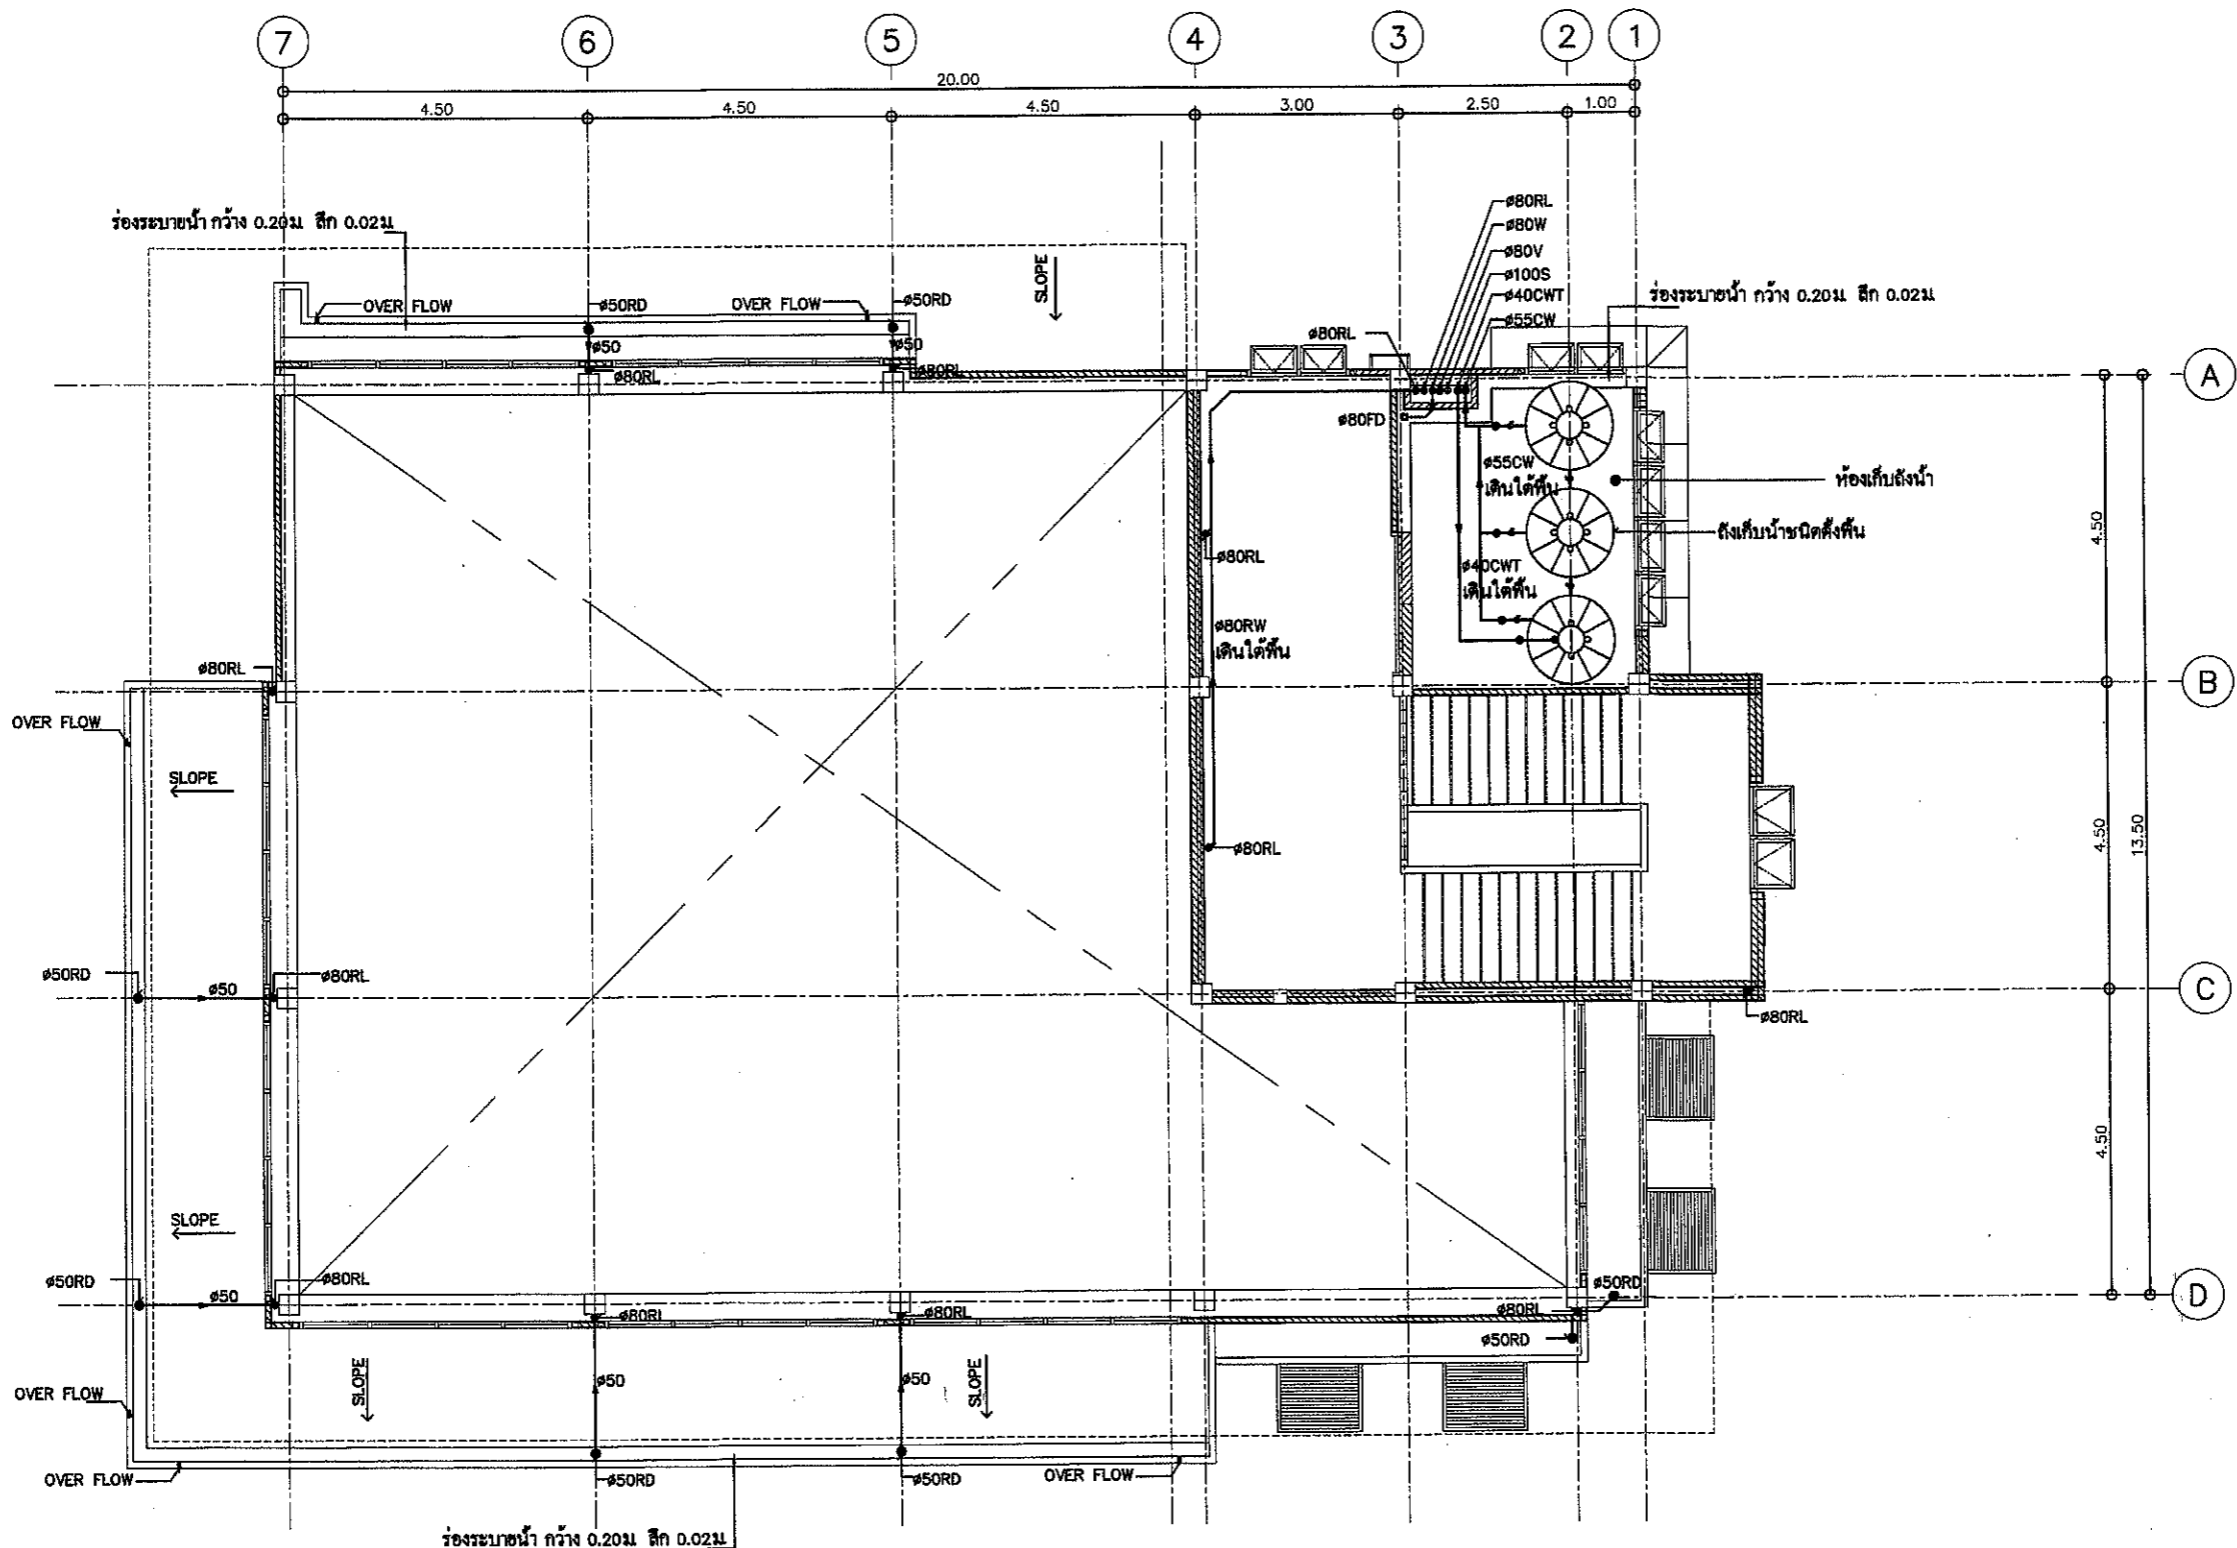 7
6
5
4
3
2
1
20.00
4.50
4.50
4.50
3.00
2.50
1.00
ร่องระบายน้ำ กว้าง 0.20ม ลึก 0.02ม
SLOPE
ø80RL
ø80W
ø80V
ø100S
ø40CWT
ø55CW
ร่องระบายน้ำ กว้าง 0.20ม ลึก 0.02ม
OVER FLOW
ø50RD
OVER FLOW
ø50RD
ø50
ø50
ø80RL
ø80RL
ø80RL
A
ø80FD
ø55CW
เดินใต้พื้น
ห้องเก็บถังน้ำ
ถังเก็บน้ำชนิดตั้งพื้น
4.50
ø80RL
ø40CWT
เดินใต้พื้น
ø80RW
เดินใต้พื้น
ø80RL
B
OVER FLOW
SLOPE
ø80RL
4.50
13.50
ø50RD
ø50
ø80RL
C
ø80RL
4.50
SLOPE
ø50RD
ø50
ø80RL
ø50RD
D
ø80RL
ø80RL
ø80RL
ø50RD
SLOPE
ø50
ø50
SLOPE
OVER FLOW
OVER FLOW
ø50RD
ø50RD
OVER FLOW
ร่องระบายน้ำ กว้าง 0.20ม ลึก 0.02ม